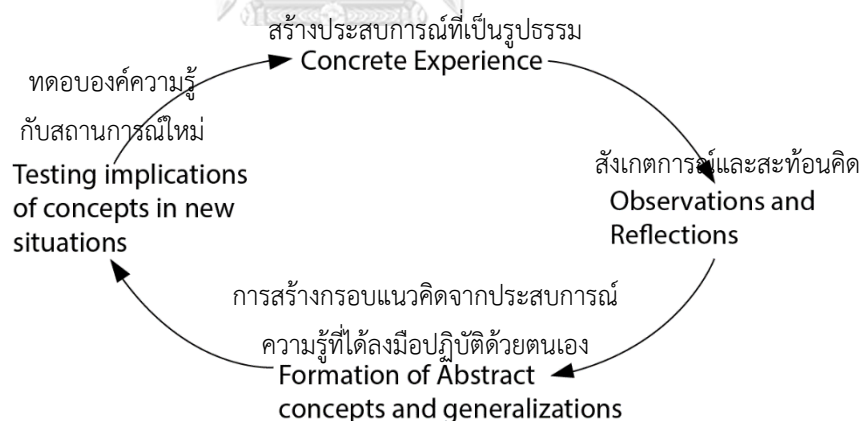 สร้างประสบการณ์ที่เป็นรูปธรรม
Concrete Experience
ทดอบองค์ความรู้
กับสถานการณ์ใหม่
Testing implications
of concepts in new
situations
สังเกตการณ์และสะท้อนคิด
Observations and
Reflections
การสร้างกรอบแนวคิดจากประสบการณ์
ความรู้ที่ได้ลงมือปฏิบัติด้วยตนเอง
Formation of Abstract
concepts and generalizations